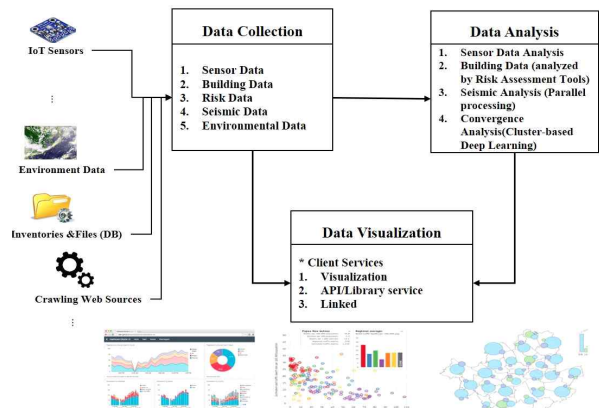 Data Collection
1. Sensor Data
2. Building Data
3. Risk Data
4. Seismic Data
5. Environmental Data
Data Analysis
1. Sensor Data Analysis
2. Building Data (analyzed
by Risk Assessment Tools)
3. Seismic Analysis (Parallel
processing)
4. Convergence
Analysis(Cluster-based
Deep Learning)
IoT Sensors
⋮
Environment Data
Inventories &Files (DB)
Crawling Web Sources
⋮
Data Visualization
* Client Services
1. Visualization
2. API/Library service
3. Linked